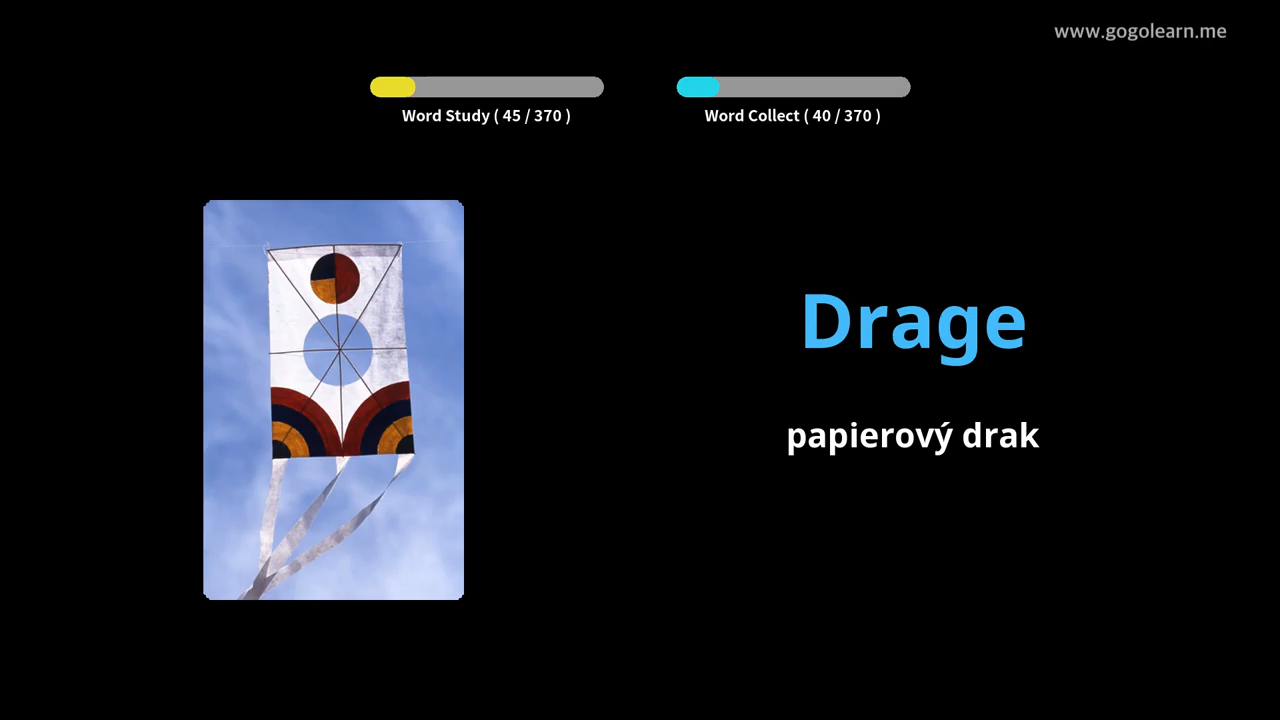 www.gogolearn.me
Word Study ( 45 / 370 )
Word Collect ( 40 / 370 )
Drage
papierový drak